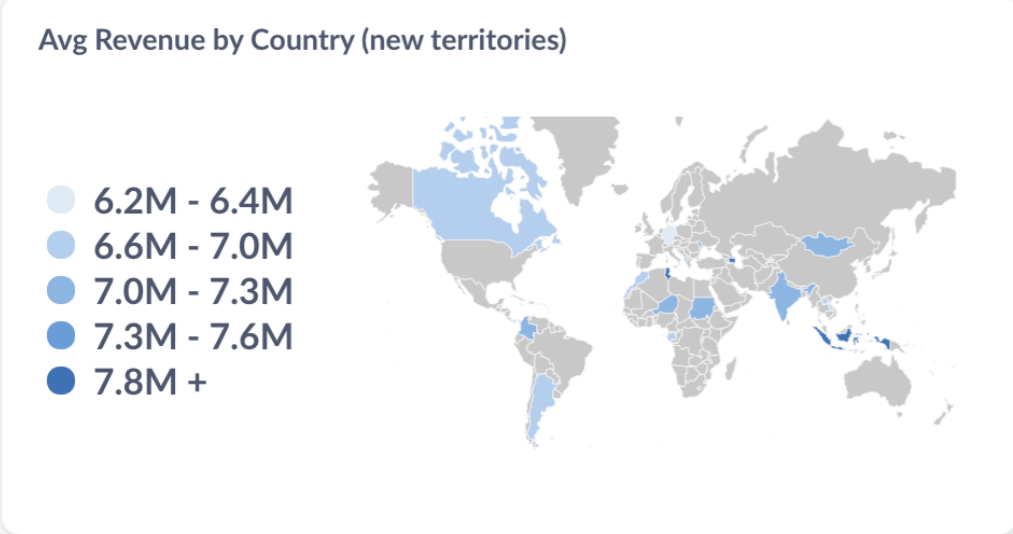 Avg Revenue by Country (new territories)
6.2M - 6.4M
6.6M - 7.0M
7.0M - 7.3M
7.3M - 7.6M
7.8M +